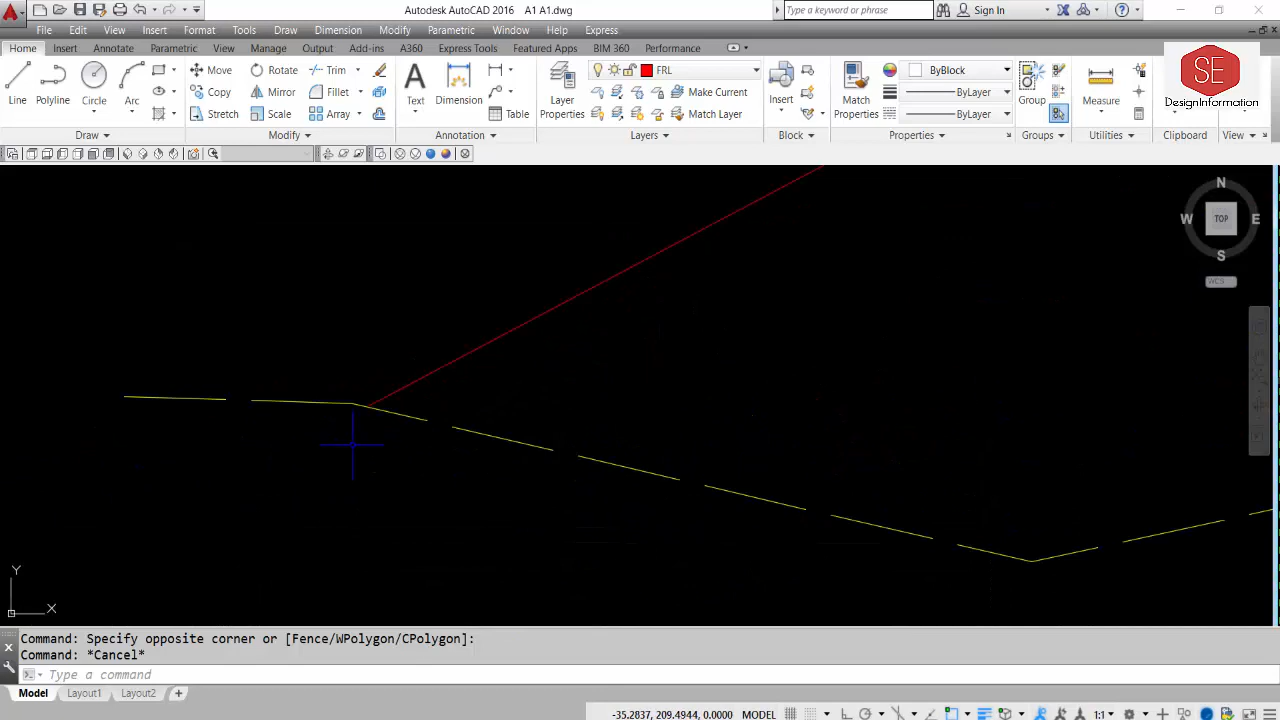 Autodesk AutoCAD 2016 A1 A1.dwg
Type a keyword or phrase
Sign In
File Edit View Insert Format Tools Draw Dimension Modify Parametric Window Help Express
Home Insert Annotate Parametric View Manage Output Add-ins A360 Express Tools Featured Apps BIM 360 Performance
Line Polyline Circle Arc
Move Rotate Trim
Copy Mirror Fillet
Stretch Scale Array
Text Dimension Table
Layer Properties
FRL
Make Current
Match Layer
Insert
Match Properties
ByBlock
ByLayer
ByLayer
Group
Measure
SE
DesignInformation
Draw Modify Annotation Layers Block Properties Groups Utilities Clipboard View
N
W TOP E
S
WCS
Y
X
Command: Specify opposite corner or [Fence/WPolygon/CPolygon]:
Command: *Cancel*
Type a command
Model Layout1 Layout2 +
-35.2837, 209.4944, 0.0000 MODEL 1:1